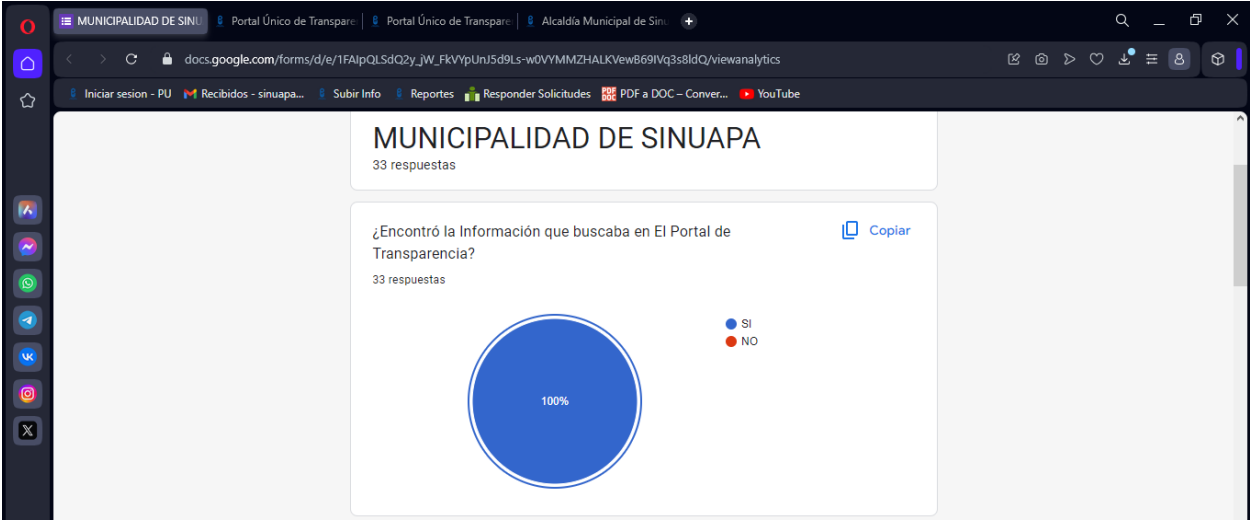 MUNICIPALIDAD DE SINU
Portal Único de Transpare
Portal Único de Transpare
Alcaldía Municipal de Sinu
docs.google.com/forms/d/e/1FAIpQLSdQ2y_jW_FkVYpUnJ5d9Ls-w0VYMMZHALKVewB69IVq3s8ldQ/viewanalytics
Iniciar sesion - PU
Recibidos - sinuapa...
Subir Info
Reportes
Responder Solicitudes
PDF a DOC – Conver...
YouTube
MUNICIPALIDAD DE SINUAPA
33 respuestas
¿Encontró la Información que buscaba en El Portal de
Transparencia?
Copiar
33 respuestas
SI
NO
100%